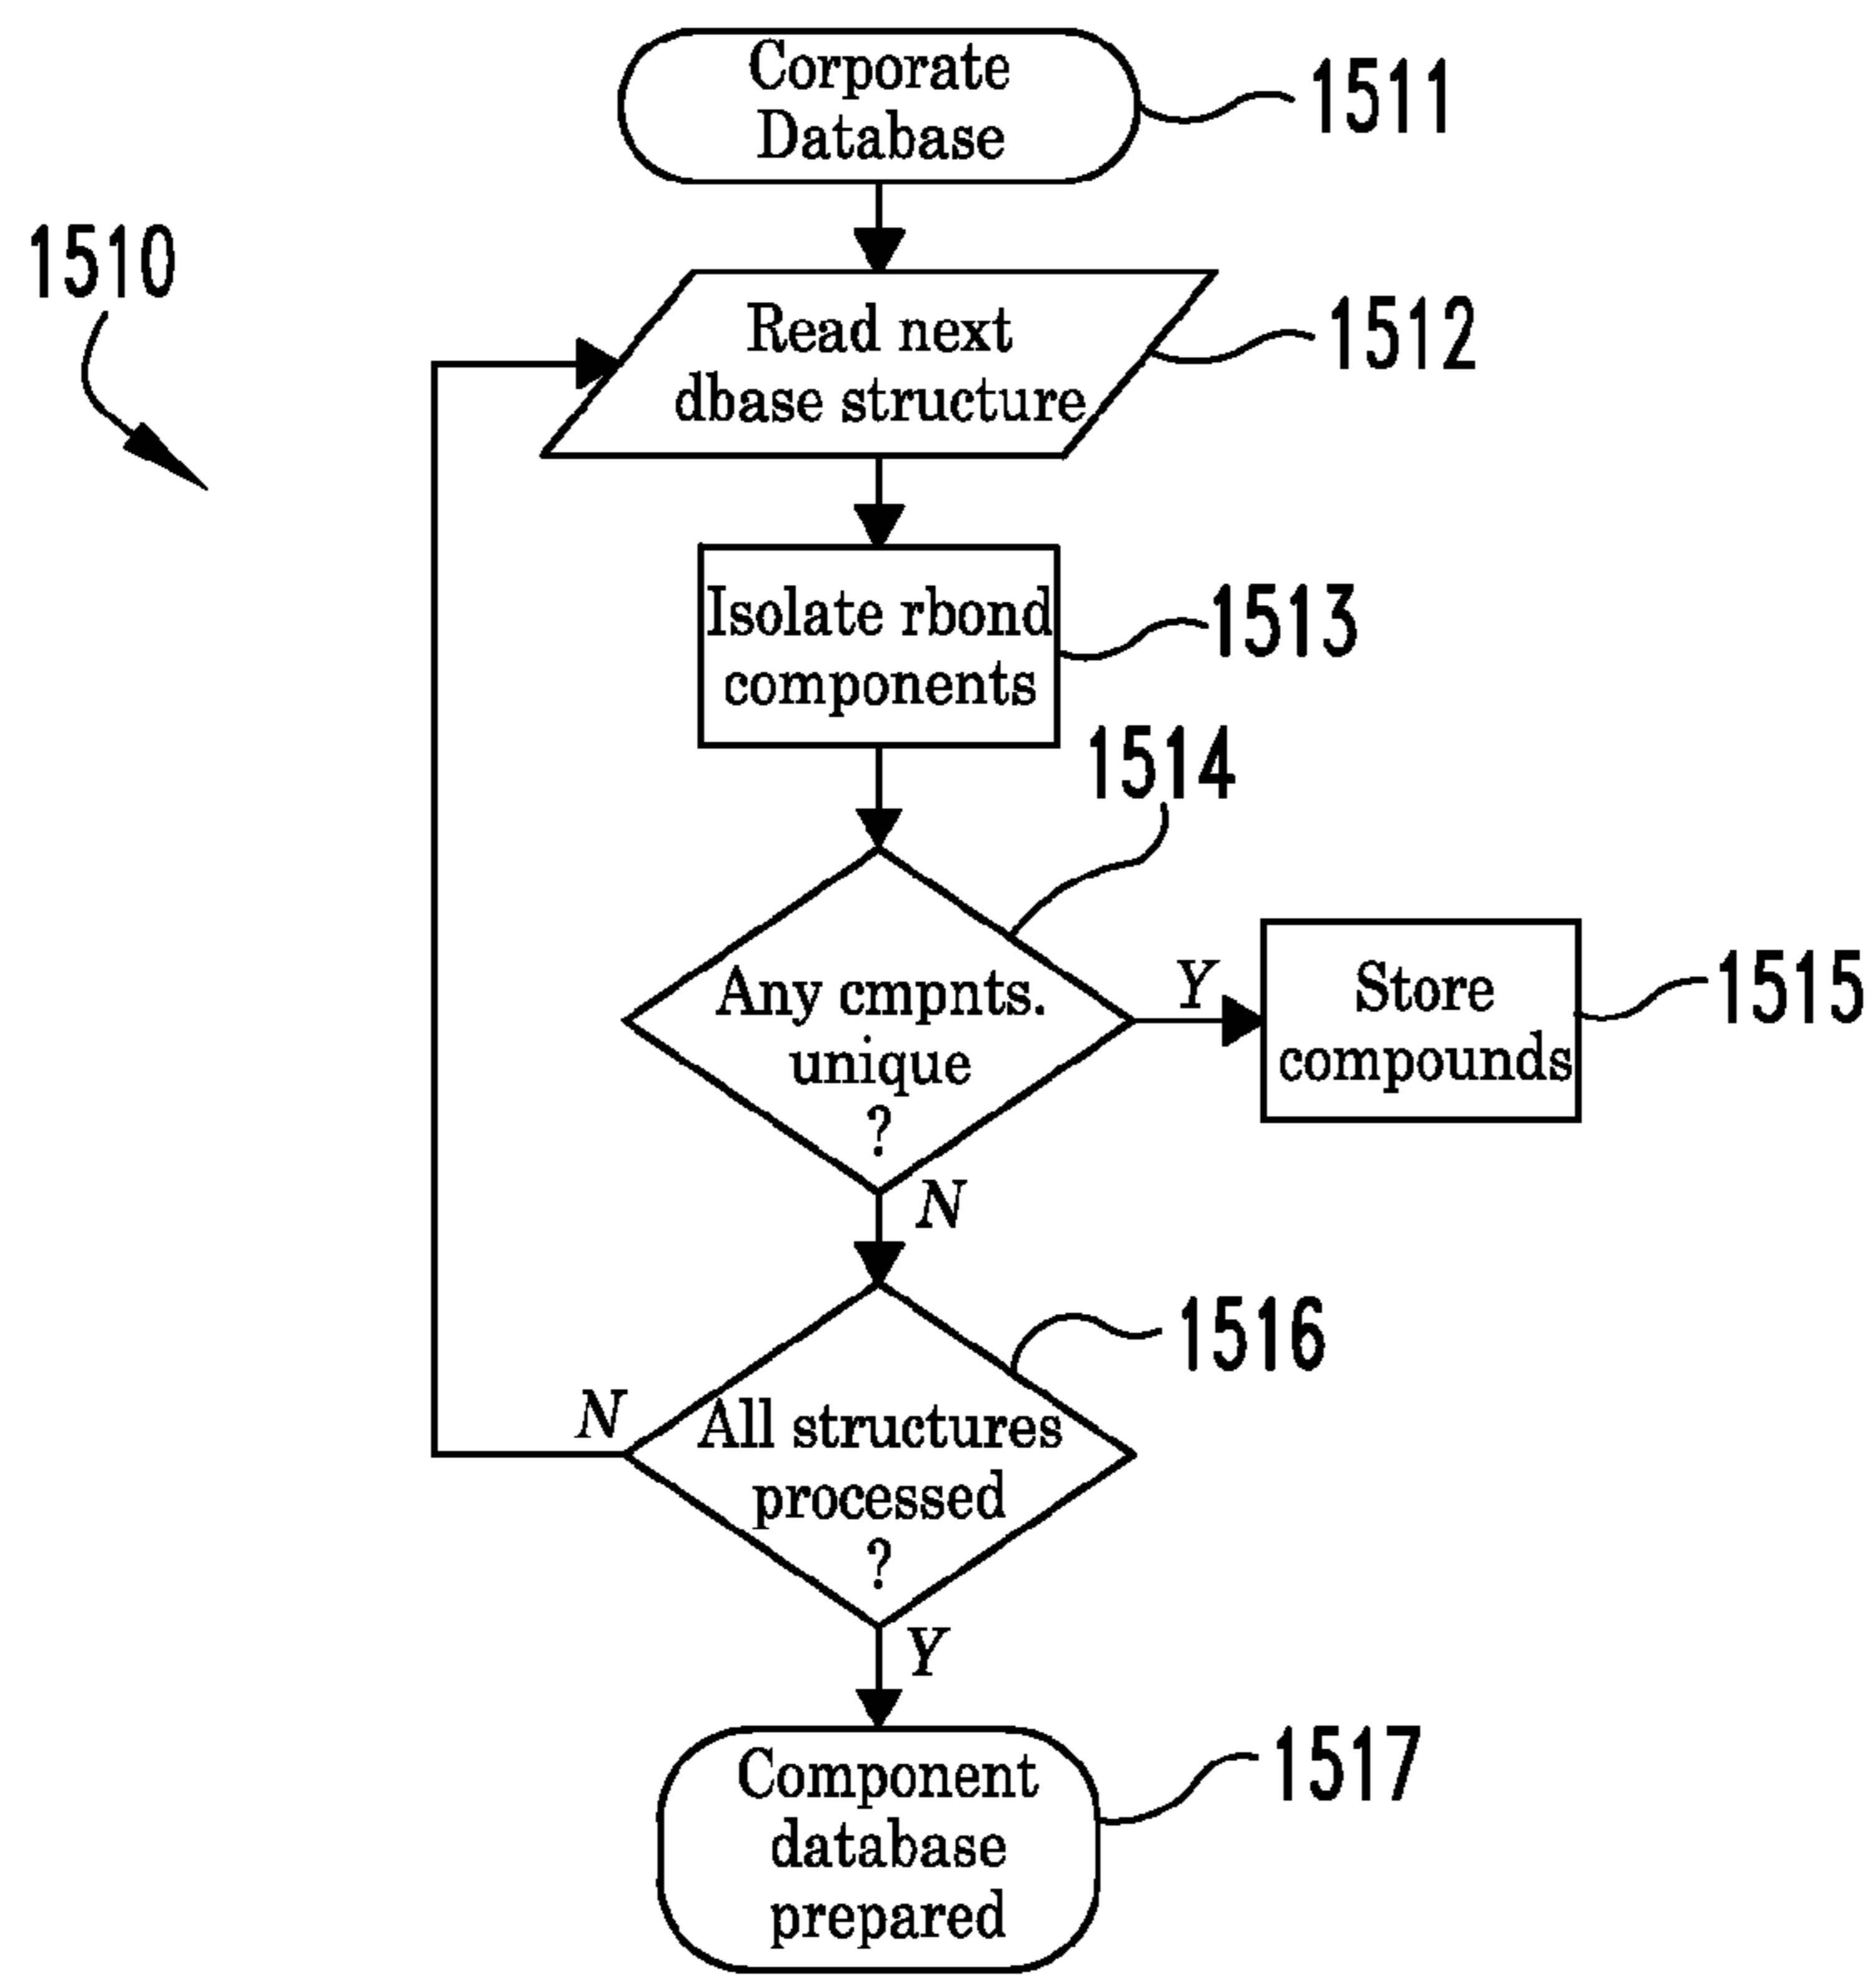 Corporate
Database
1511
1510
Read next
dbase structure
1512
Isolate rbond
components
1513
1514
Any cmpnts.
unique
?
Y
Store
compounds
1515
N
1516
N
All structures
processed
?
Y
Component
database
prepared
1517